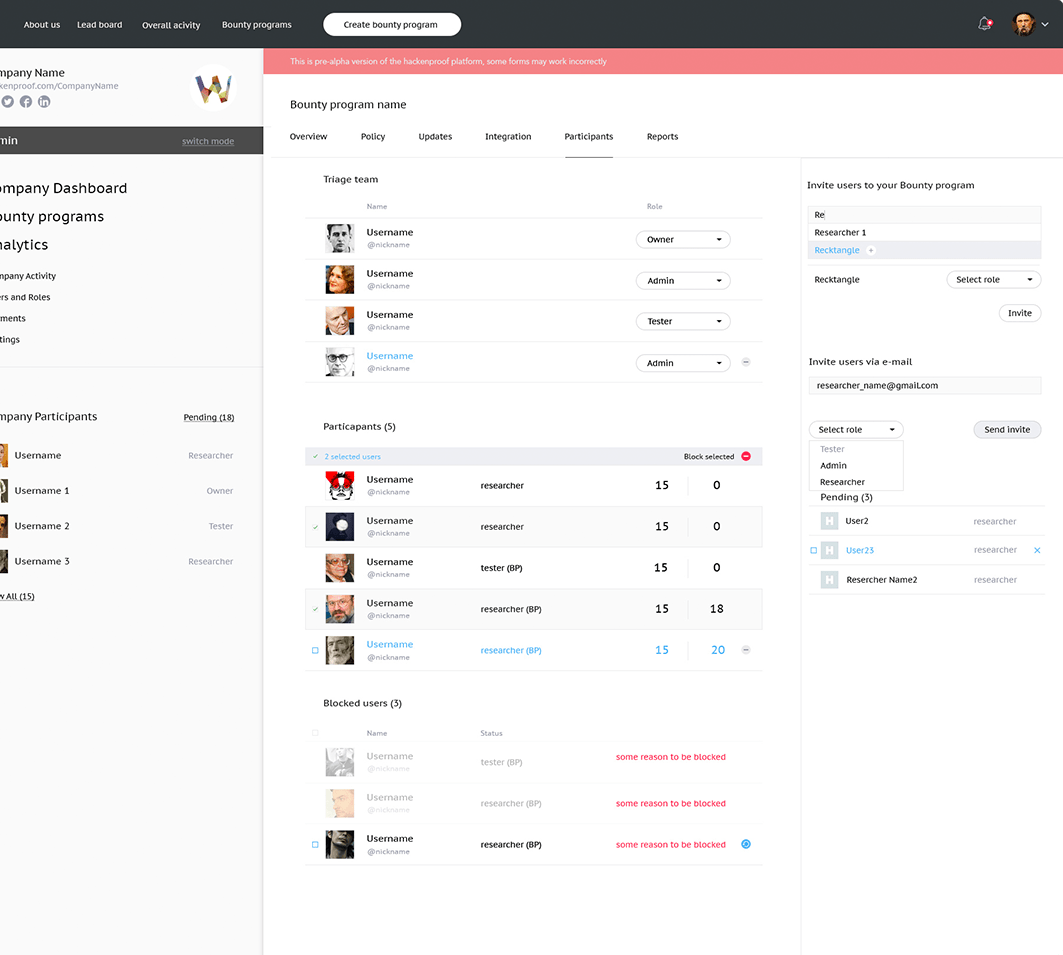 About us Lead board Overall acivity Bounty programs Create bounty program
mpany Name
kenproof.com/CompanyName
min switch mode
ompany Dashboard
ounty programs
nalytics
mpany Activity
ers and Roles
ments
tings
mpany Participants Pending (18)
Username Researcher
Username 1 Owner
Username 2 Tester
Username 3 Researcher
w All (15)
This is pre-alpha version of the hackenproof platform, some forms may work incorrectly
Bounty program name
Overview Policy Updates Integration Participants Reports
Triage team
Name Role
Username
@nickname
Owner
Username
@nickname
Admin
Username
@nickname
Tester
Username
@nickname
Admin
Particapants (5)
2 selected users Block selected
Username
@nickname
researcher 15 0
Username
@nickname
researcher 15 0
Username
@nickname
tester (BP) 15 0
Username
@nickname
researcher (BP) 15 18
Username
@nickname
researcher (BP) 15 20
Blocked users (3)
Name Status
Username
@nickname
tester (BP) some reason to be blocked
Username
@nickname
researcher (BP) some reason to be blocked
Username
@nickname
researcher (BP) some reason to be blocked
Invite users to your Bounty program
Re
Researcher 1
Recktangle +
Recktangle Select role
Invite
Invite users via e-mail
researcher_name@gmail.com
Select role Send invite
Tester
Admin
Researcher
Pending (3)
H User2 researcher
H User23 researcher
H Resercher Name2 researcher